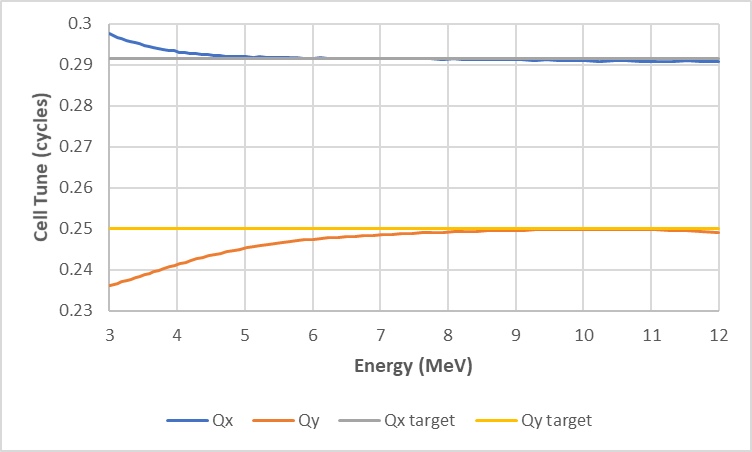 0.3
0.29
0.28
0.27
0.26
0.25
0.24
0.23
Cell Tune (cycles)
3 4 5 6 7 8 9 10 11 12
Energy (MeV)
Qx Qy Qx target Qy target